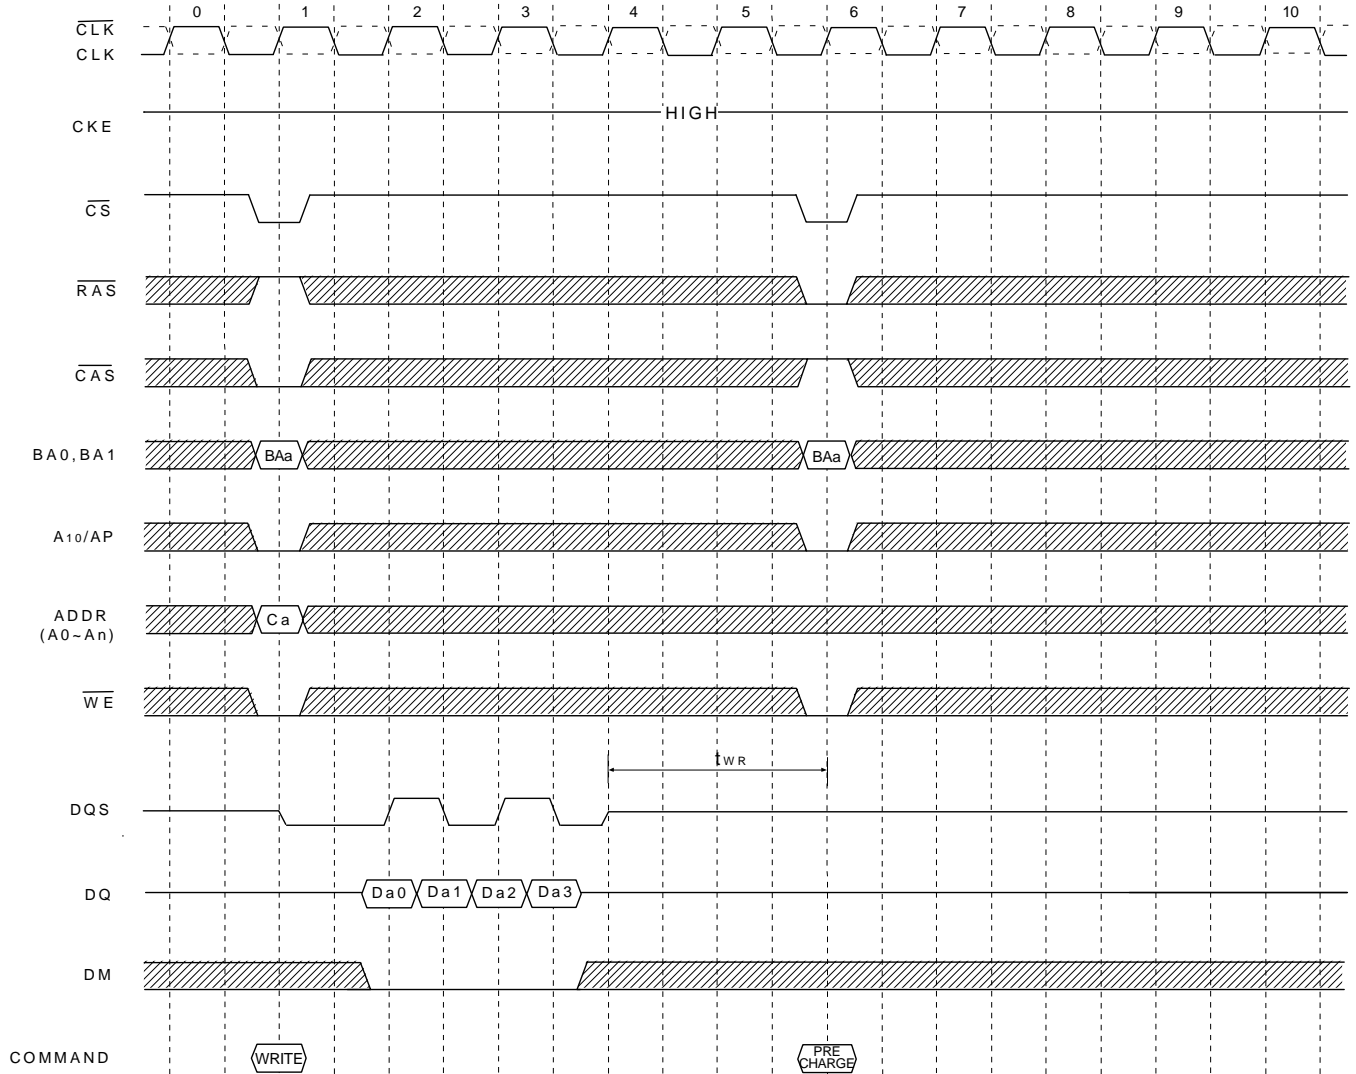 0 1 2 3 4 5 6 7 8 9 10
CLK
CLK
HIGH
CKE
CS
RAS
CAS
BA0,BA1 BAa BAa
A10/AP
ADDR
(A0~An)
Ca
WE
tWR
DQS
DQ Da0 Da1 Da2 Da3
DM
COMMAND WRITE PRE
CHARGE